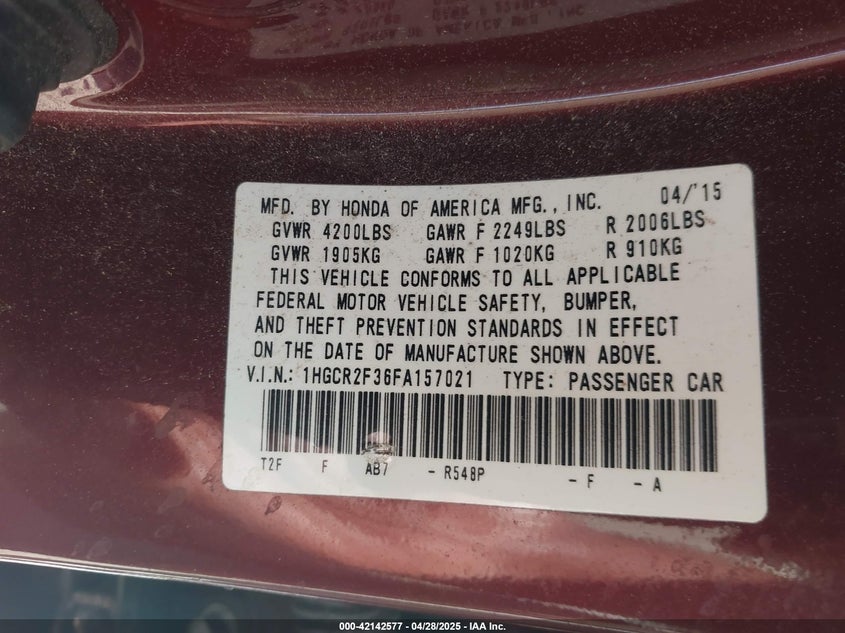 MFD. BY HONDA OF AMERICA MFG., INC. 04/'15
GVWR 4200LBS GAWR F 2249LBS R 2006LBS
GVWR 1905KG GAWR F 1020KG R 910KG
THIS VEHICLE CONFORMS TO ALL APPLICABLE
FEDERAL MOTOR VEHICLE SAFETY, BUMPER,
AND THEFT PREVENTION STANDARDS IN EFFECT
ON THE DATE OF MANUFACTURE SHOWN ABOVE.
V.I.N.: 1HGCR2F36FA157021 TYPE: PASSENGER CAR
T2F F AB7 - R548P - F - A
000-42142577 - 04/28/2025 - IAA Inc.